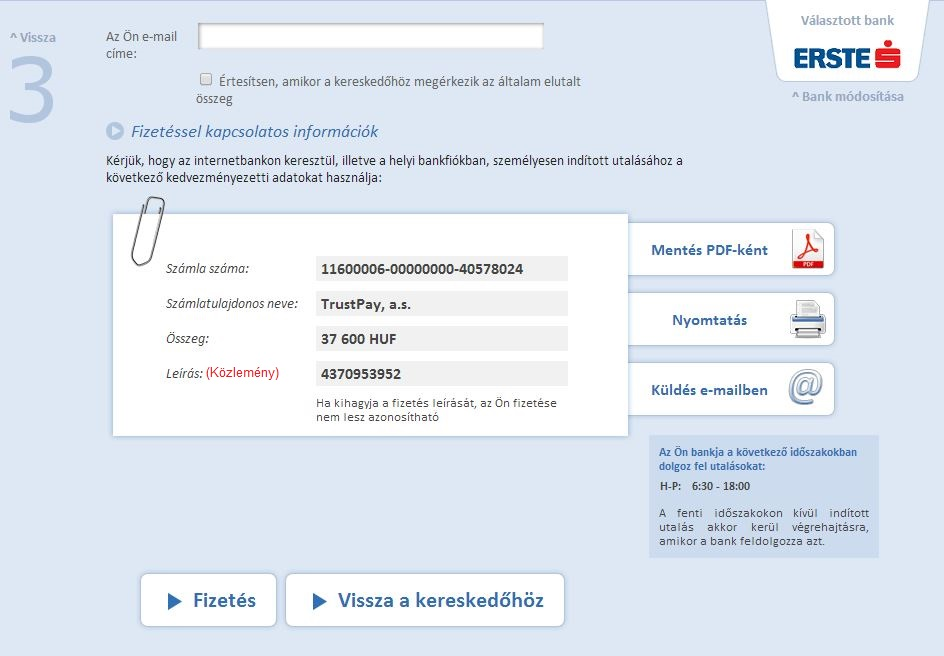 ^ Vissza
3
Az Ön e-mail
címe:
Értesítsen, amikor a kereskedőhöz megérkezik az általam elutalt
összeg
Választott bank
ERSTE
^ Bank módosítása
Fizetéssel kapcsolatos információk
Kérjük, hogy az internetbankon keresztül, illetve a helyi bankfiókban, személyesen indított utalásához a
következő kedvezményezetti adatokat használja:
Számla száma: 11600006-00000000-40578024
Számlatulajdonos neve: TrustPay, a.s.
Összeg: 37 600 HUF
Leírás: (Közlemény) 4370953952
Ha kihagyja a fizetés leírását, az Ön fizetése
nem lesz azonosítható
Mentés PDF-ként
PDF
Nyomtatás
Küldés e-mailben
@
Az Ön bankja a következő időszakokban
dolgoz fel utalásokat:
H-P: 6:30 - 18:00
A fenti időszakokon kívül indított
utalás akkor kerül végrehajtásra,
amikor a bank feldolgozza azt.
Fizetés
Vissza a kereskedőhöz